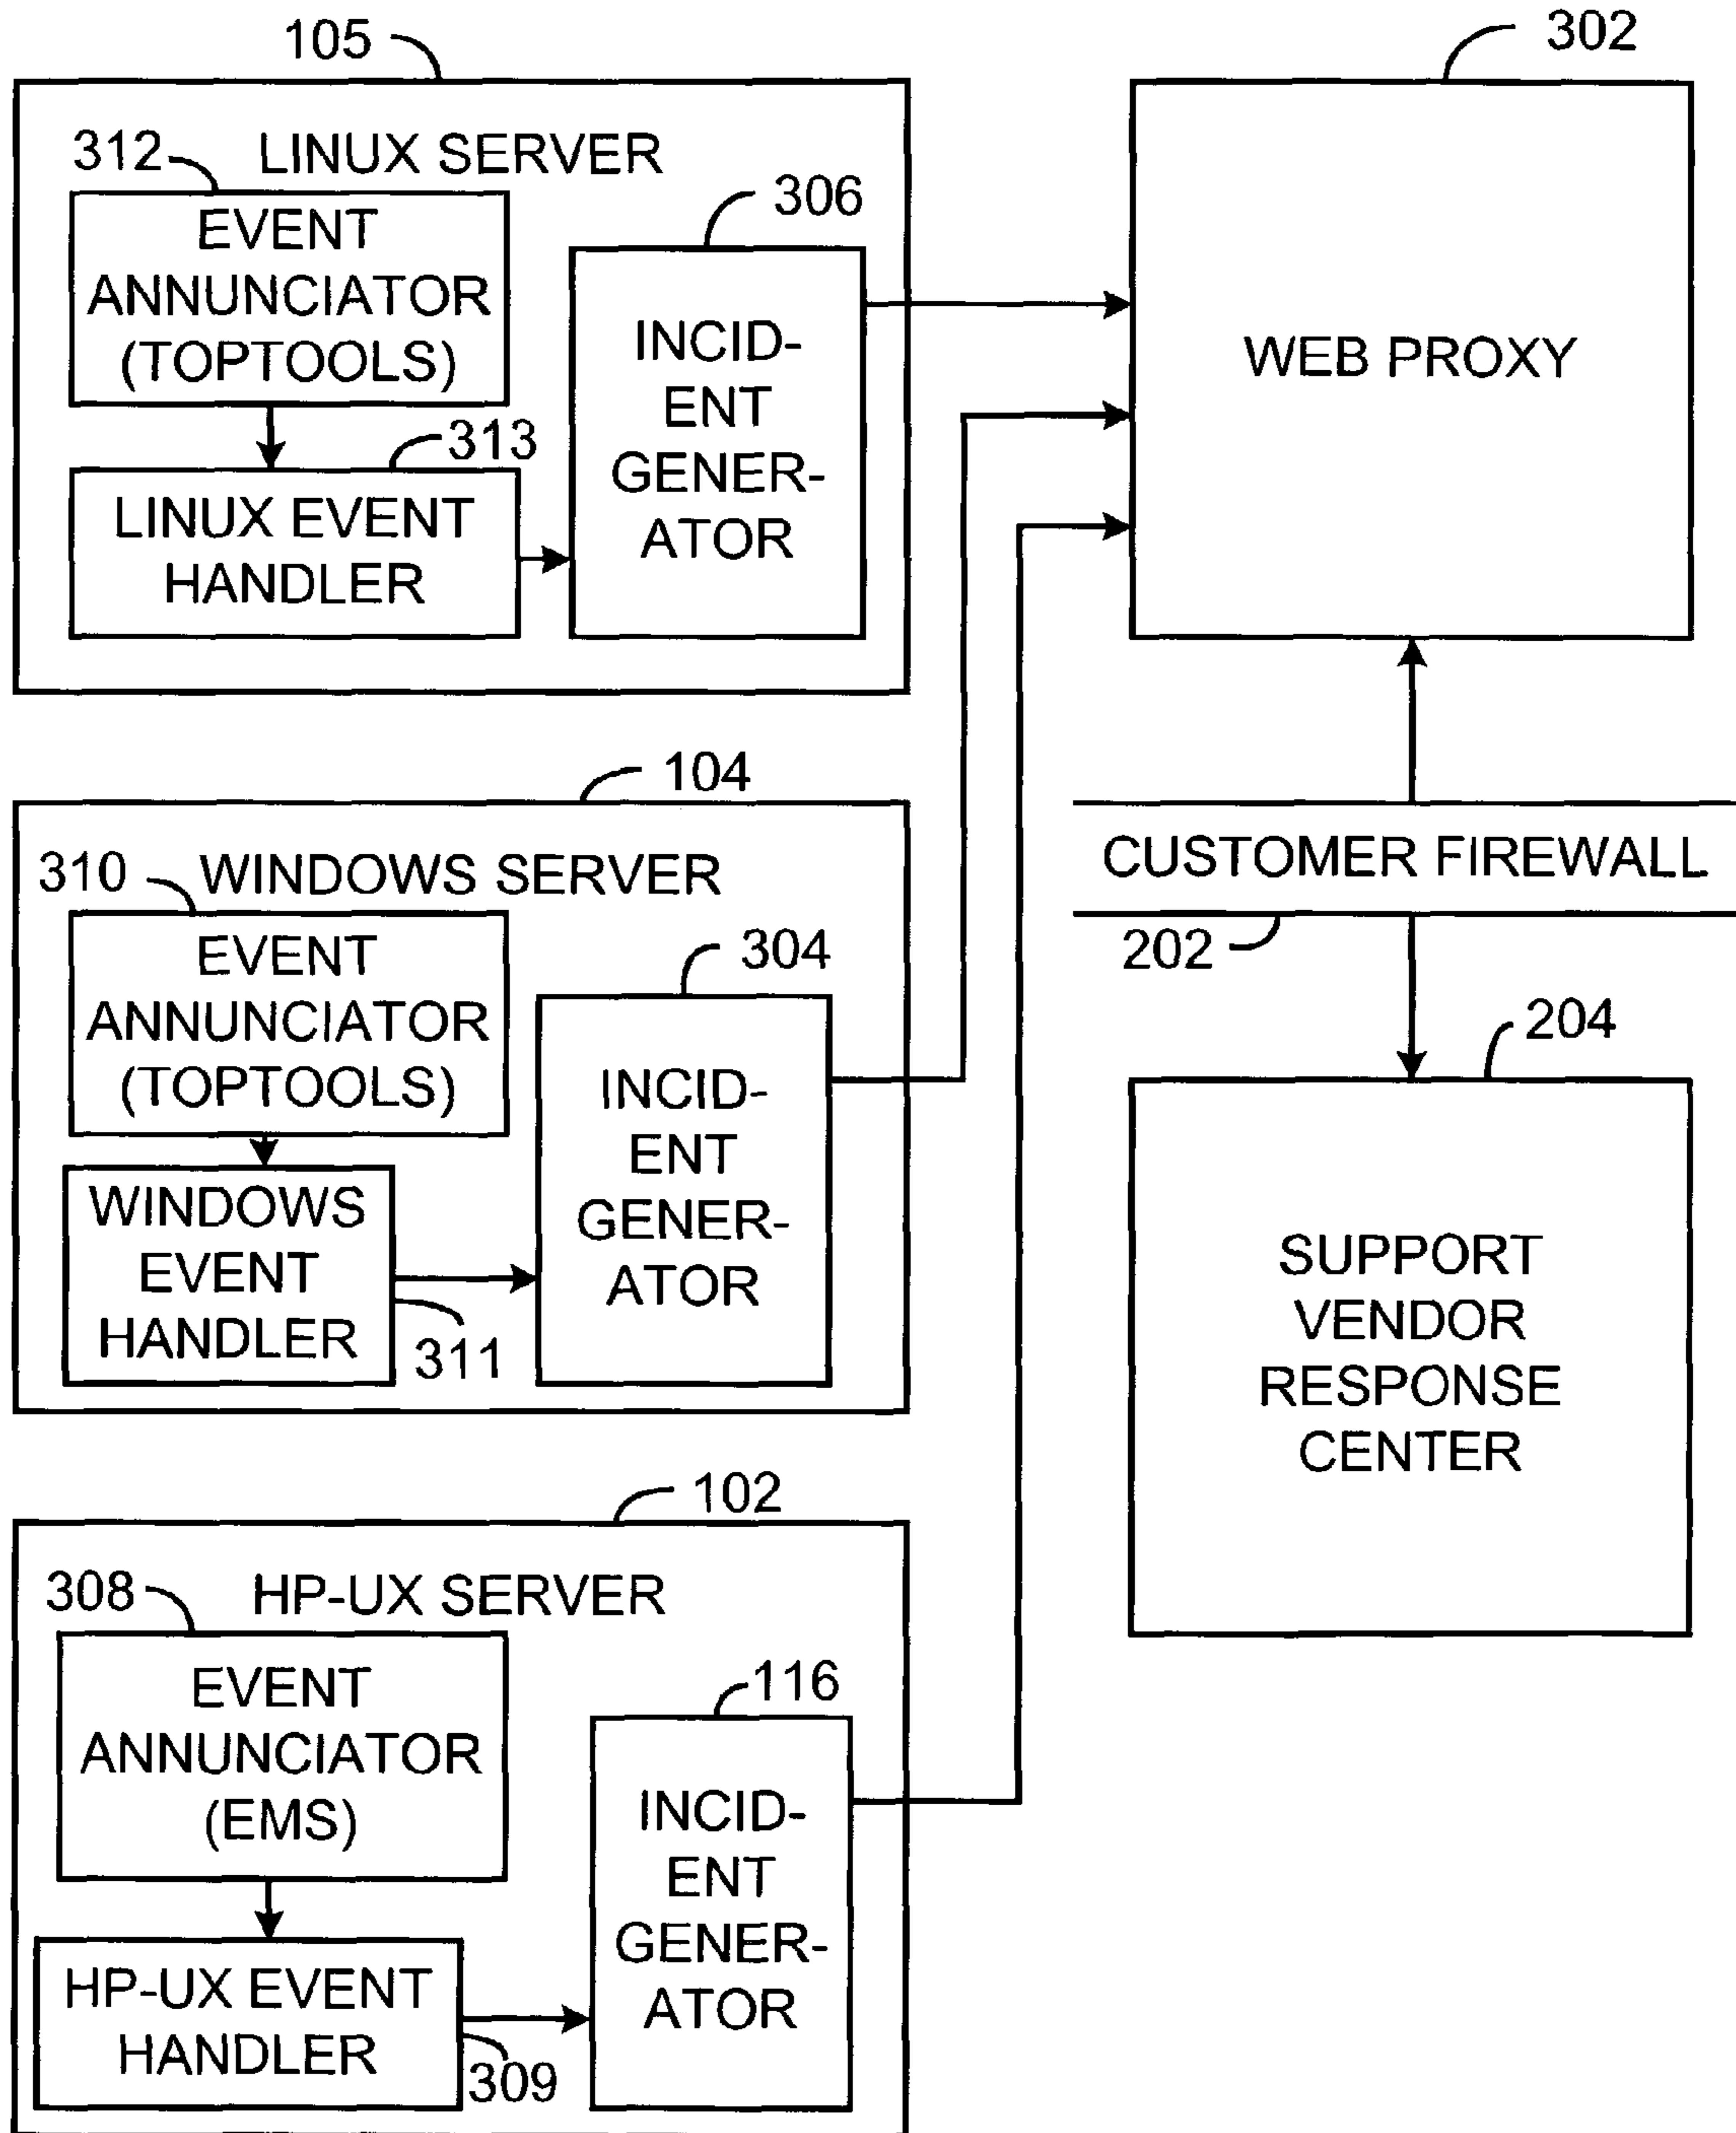 105
302
LINUX SERVER
312
EVENT
ANNUNCIATOR
(TOPTOOLS)
306
INCID-
ENT
GENER-
ATOR
313
LINUX EVENT
HANDLER
WEB PROXY
104
WINDOWS SERVER
310
EVENT
ANNUNCIATOR
(TOPTOOLS)
304
INCID-
ENT
GENER-
ATOR
WINDOWS
EVENT
HANDLER
311
CUSTOMER FIREWALL
202
204
SUPPORT
VENDOR
RESPONSE
CENTER
102
HP-UX SERVER
308
EVENT
ANNUNCIATOR
(EMS)
116
INCID-
ENT
GENER-
ATOR
HP-UX EVENT
HANDLER
309